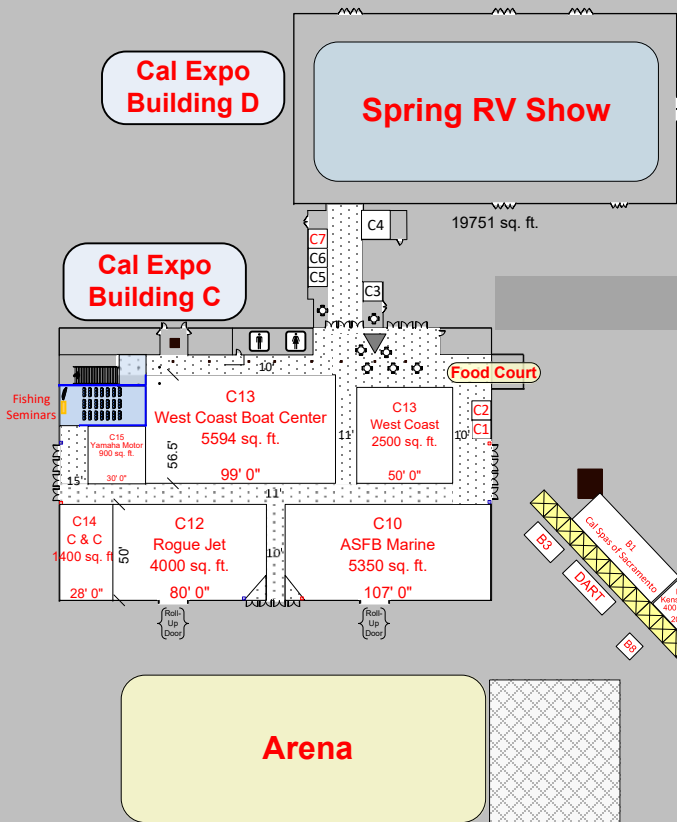 Cal Expo
Building D
Spring RV Show
19751 sq. ft.
C4
C7
C6
C5
C3
Cal Expo
Building C
Food Court
10'
Fishing
Seminars
C13
West Coast Boat Center
5594 sq. ft.
99' 0"
56.5'
C13
West Coast
2500 sq. ft.
50' 0"
11'
10'
C2
C1
C15
Yamaha Motor
900 sq. ft.
30' 0"
15'
11'
C14
C & C
1400 sq. ft.
28' 0"
50'
C12
Rogue Jet
4000 sq. ft.
80' 0"
10'
C10
ASFB Marine
5350 sq. ft.
107' 0"
Roll-
Up
Door
Roll-
Up
Door
B1
Cal Spas of Sacramento
B3
DART
B8
400
Arena